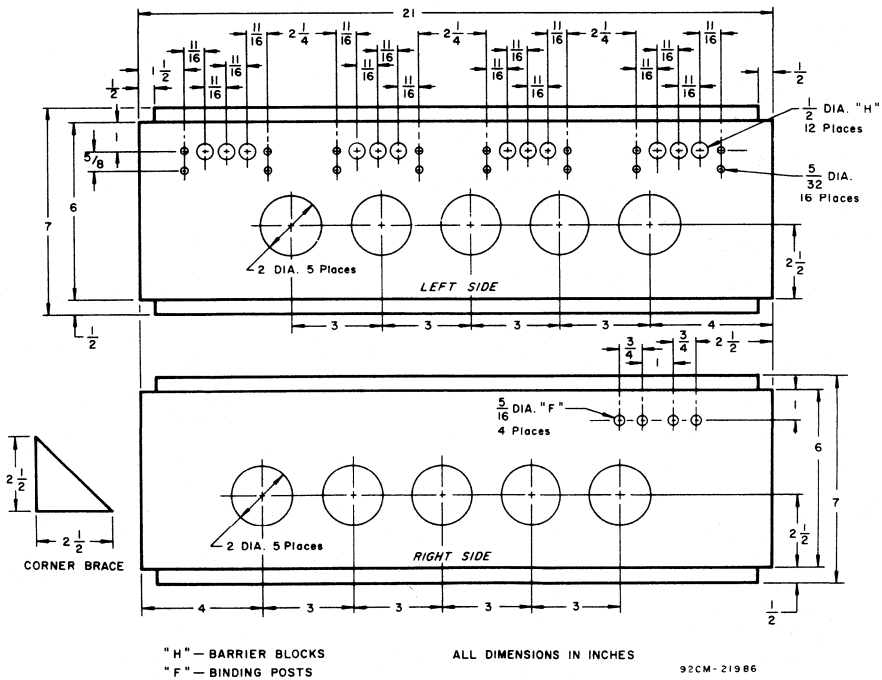 21
11/16 2 1/4 11/16 2 1/4 11/16 2 1/4 11/16
11/16 11/16 11/16 11/16
1/2 1 1/2 11/16 11/16 11/16 11/16 11/16 11/16 11/16 1/2
11/16
1/2 DIA. "H"
12 Places
1
5/8
5/32 DIA.
16 Places
7 6
2 1/2
2 DIA. 5 Places
LEFT SIDE
1/2
3 3 3 3 4
3/4 3/4 2 1/2
1
5/16 DIA. "F"
4 Places
1
6
7
2 1/2
2 1/2
CORNER BRACE
2 DIA. 5 Places
RIGHT SIDE
2 1/2
1/2
4 3 3 3 3
"H" — BARRIER BLOCKS
"F" — BINDING POSTS
ALL DIMENSIONS IN INCHES
92CM-21986